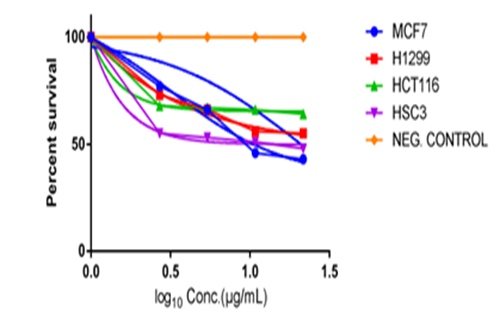 Percent survival
100
50
0
0.0 0.5 1.0 1.5
log10 Conc.(µg/mL)
MCF7
H1299
HCT116
HSC3
NEG. CONTROL